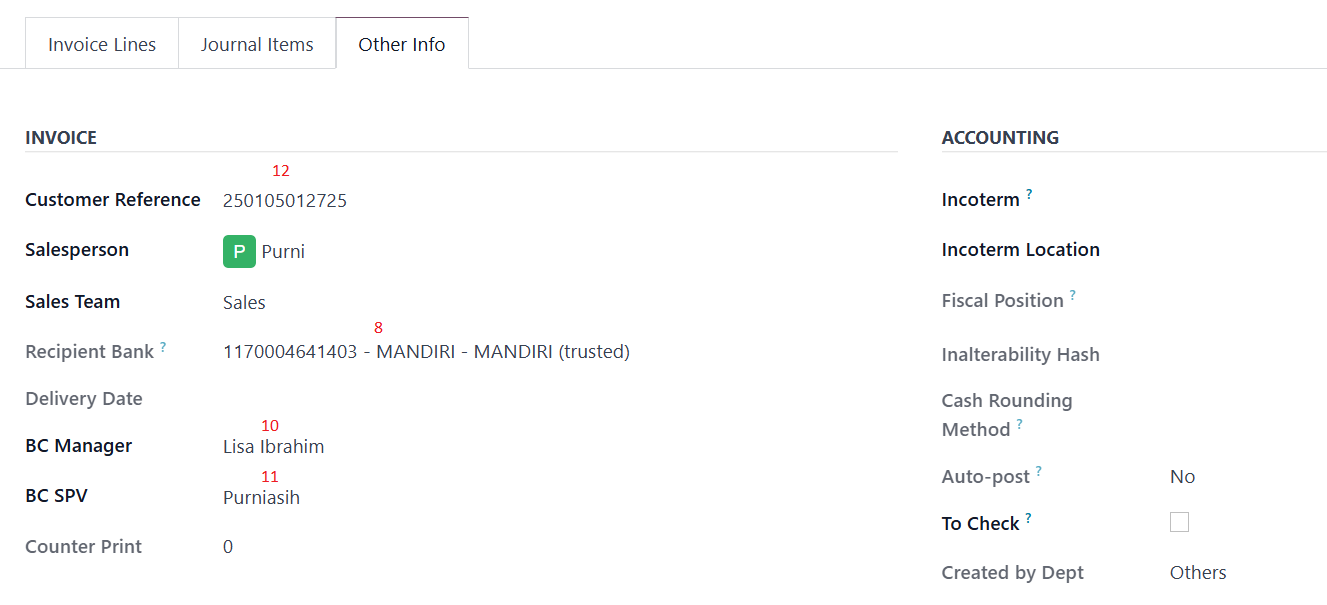 Invoice Lines
Journal Items
Other Info
INVOICE
12
Customer Reference 250105012725
Salesperson P Purni
Sales Team Sales
8
Recipient Bank ? 1170004641403 - MANDIRI - MANDIRI (trusted)
Delivery Date
10
BC Manager Lisa Ibrahim
11
BC SPV Purniasih
Counter Print 0
ACCOUNTING
Incoterm ?
Incoterm Location
Fiscal Position ?
Inalterability Hash
Cash Rounding
Method ?
Auto-post ? No
To Check ?
Created by Dept Others